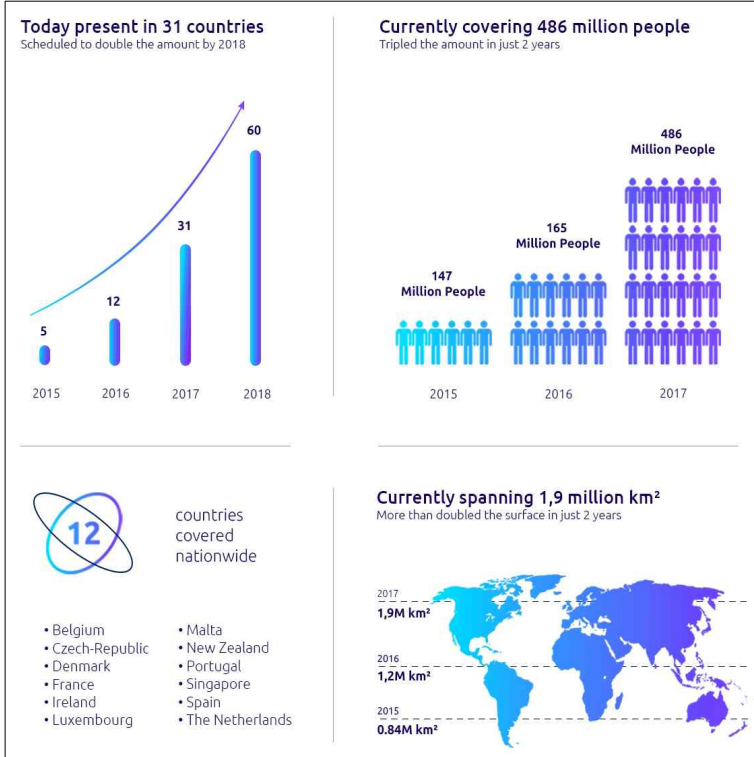 Today present in 31 countries
Scheduled to double the amount by 2018
60
31
12
5
2015
2016
2017
2018
Currently covering 486 million people
Tripled the amount in just 2 years
486
Million People
165
Million People
147
Million People
2015
2016
2017
12
countries
covered
nationwide
• Belgium
• Czech-Republic
• Denmark
• France
• Ireland
• Luxembourg
• Malta
• New Zealand
• Portugal
• Singapore
• Spain
• The Netherlands
Currently spanning 1,9 million km²
More than doubled the surface in just 2 years
2017
1,9M km²
2016
1,2M km²
2015
0.84M km²